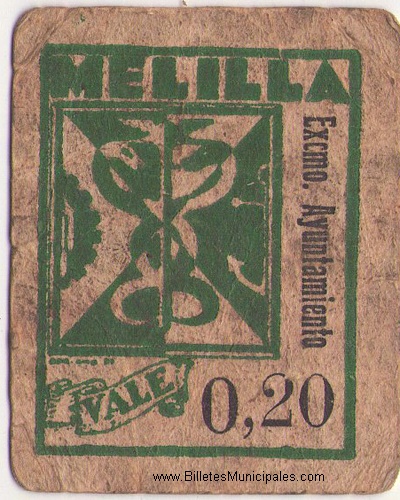 MELILLA
Excmo. Ayuntamiento
VALE
0,20
www.BilletesMunicipales.com